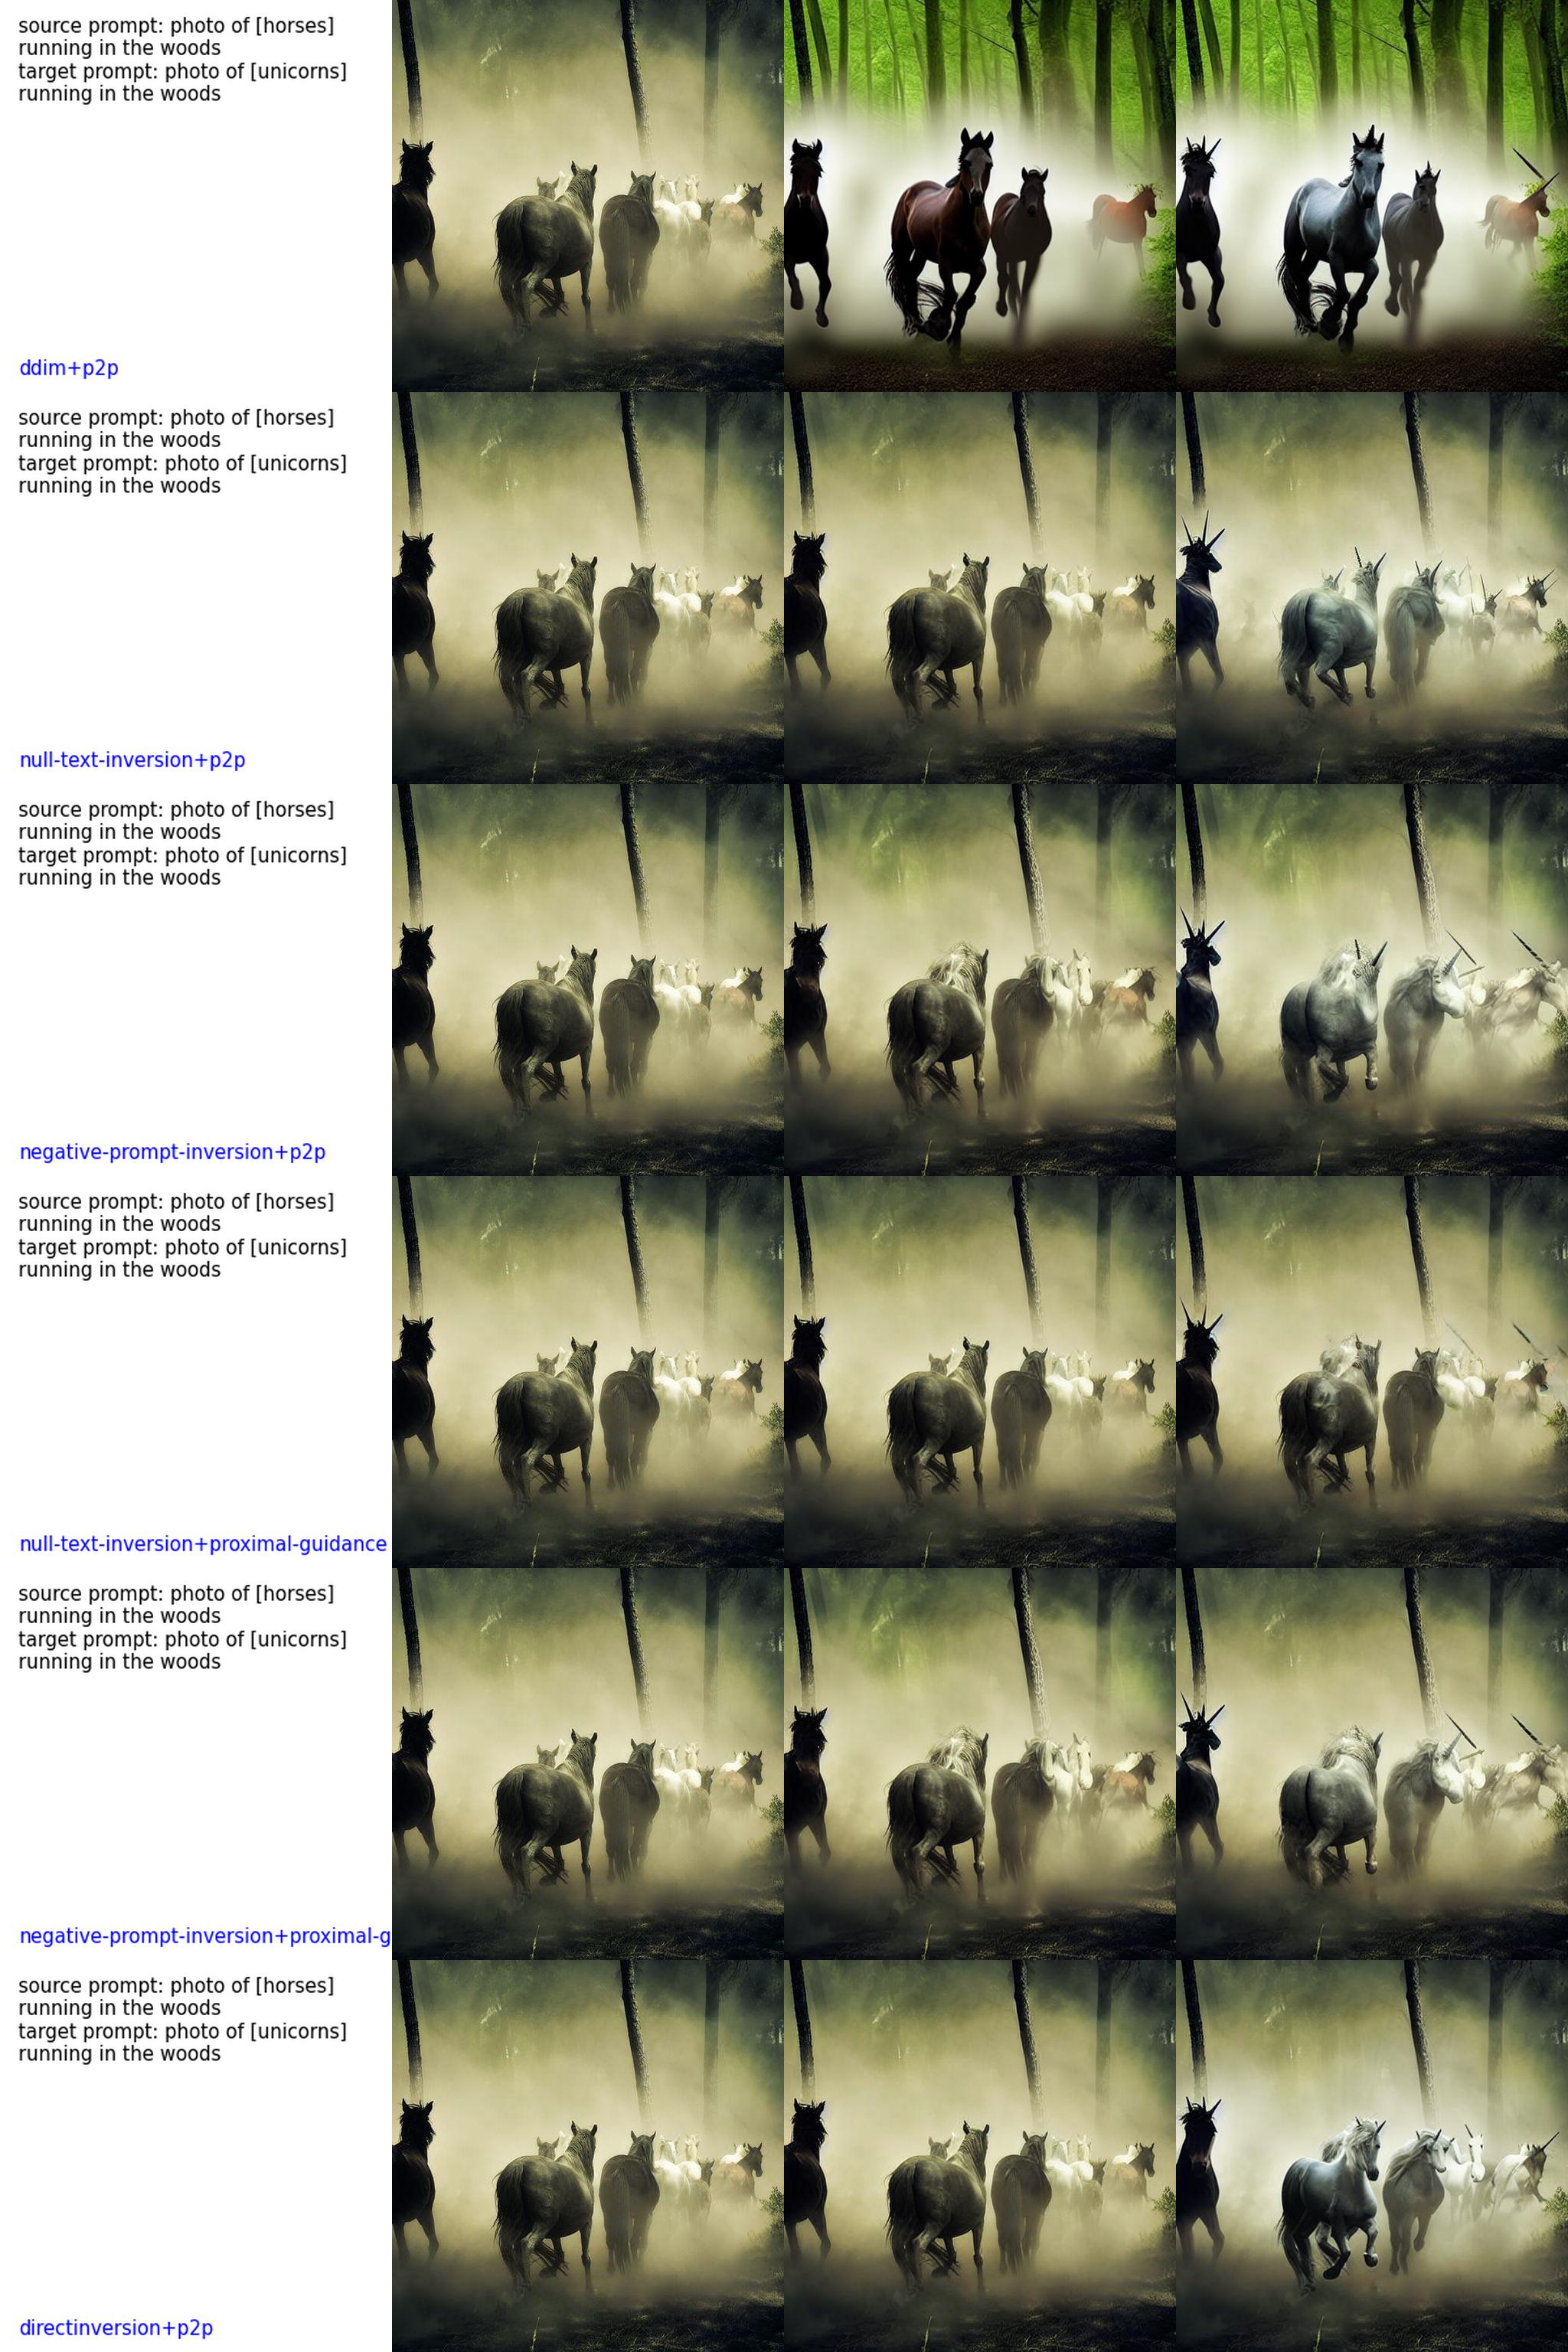 source prompt: photo of [horses]
running in the woods
target prompt: photo of [unicorns]
running in the woods
ddim+p2p
source prompt: photo of [horses]
running in the woods
target prompt: photo of [unicorns]
running in the woods
null-text-inversion+p2p
source prompt: photo of [horses]
running in the woods
target prompt: photo of [unicorns]
running in the woods
negative-prompt-inversion+p2p
source prompt: photo of [horses]
running in the woods
target prompt: photo of [unicorns]
running in the woods
null-text-inversion+proximal-guidance
source prompt: photo of [horses]
running in the woods
target prompt: photo of [unicorns]
running in the woods
negative-prompt-inversion+proximal-g
source prompt: photo of [horses]
running in the woods
target prompt: photo of [unicorns]
running in the woods
directinversion+p2p